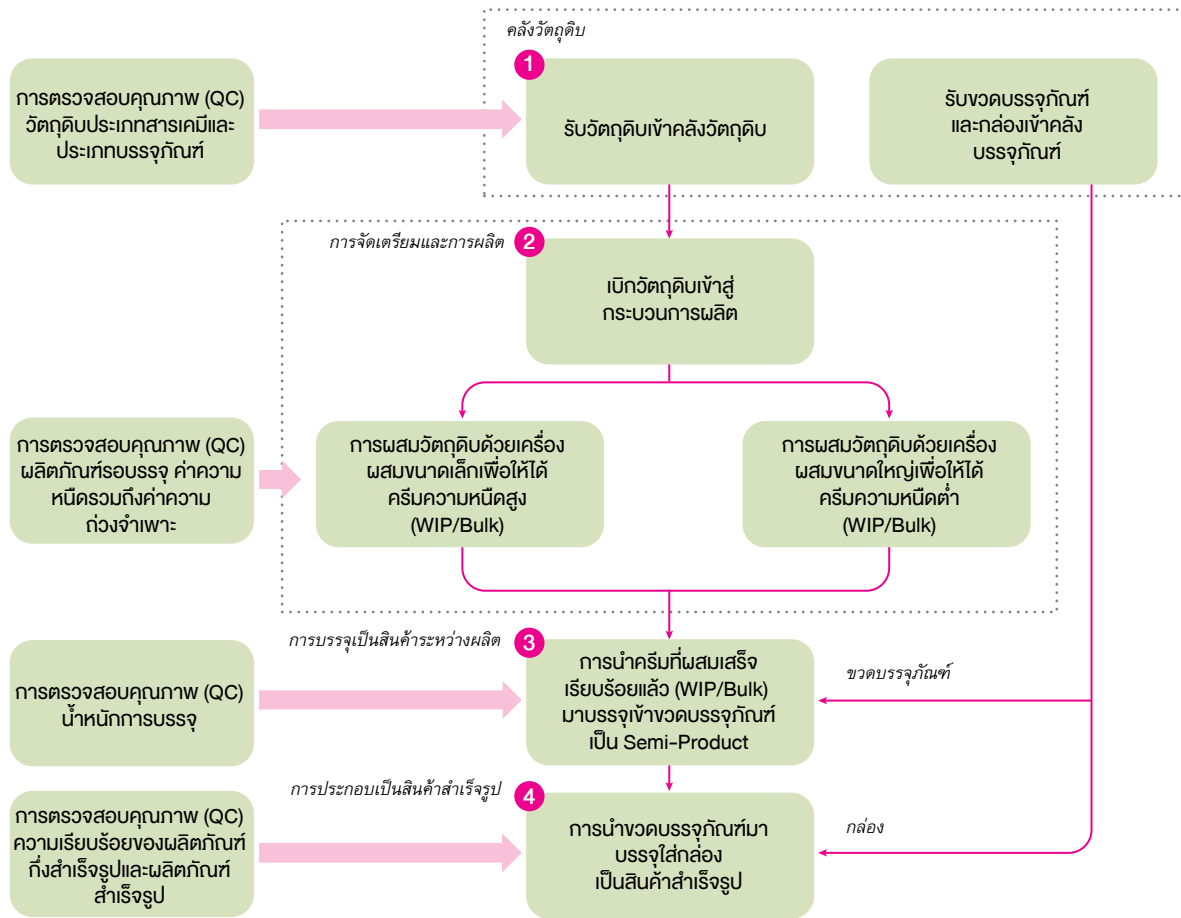 คลังวัตถุดิบ
การตรวจสอบคุณภาพ (QC)
วัตถุดิบประเภทสารเคมีและ
ประเภทบรรจุภัณฑ์
1
รับวัตถุดิบเข้าคลังวัตถุดิบ
รับขวดบรรจุภัณฑ์
และกล่องเข้าคลัง
บรรจุภัณฑ์
การจัดเตรียมและการผลิต
2
เบิกวัตถุดิบเข้าสู่
กระบวนการผลิต
การตรวจสอบคุณภาพ (QC)
ผลิตภัณฑ์รอบรรจุ ค่าความ
หนืดรวมถึงค่าความ
ถ่วงจำเพาะ
การผสมวัตถุดิบด้วยเครื่อง
ผสมขนาดเล็กเพื่อให้ได้
ครีมความหนืดสูง
(WIP/Bulk)
การผสมวัตถุดิบด้วยเครื่อง
ผสมขนาดใหญ่เพื่อให้ได้
ครีมความหนืดต่ำ
(WIP/Bulk)
การบรรจุเป็นสินค้าระหว่างผลิต
3
การตรวจสอบคุณภาพ (QC)
น้ำหนักการบรรจุ
การนำครีมที่ผสมเสร็จ
เรียบร้อยแล้ว (WIP/Bulk)
มาบรรจุเข้าขวดบรรจุภัณฑ์
เป็น Semi-Product
ขวดบรรจุภัณฑ์
การประกอบเป็นสินค้าสำเร็จรูป
4
การตรวจสอบคุณภาพ (QC)
ความเรียบร้อยของผลิตภัณฑ์
กึ่งสำเร็จรูปและผลิตภัณฑ์
สำเร็จรูป
การนำขวดบรรจุภัณฑ์มา
บรรจุใส่กล่อง
เป็นสินค้าสำเร็จรูป
กล่อง